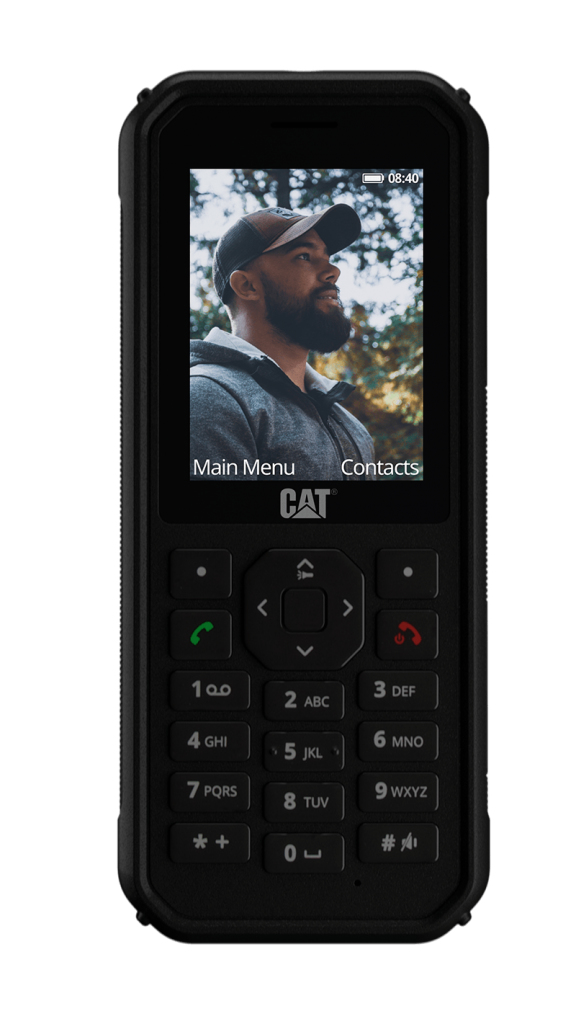 08:40
Main Menu Contacts
CAT®
1
2 ABC
3 DEF
4 GHI
5 JKL
6 MNO
7 PQRS
8 TUV
9 WXYZ
* +
0
#